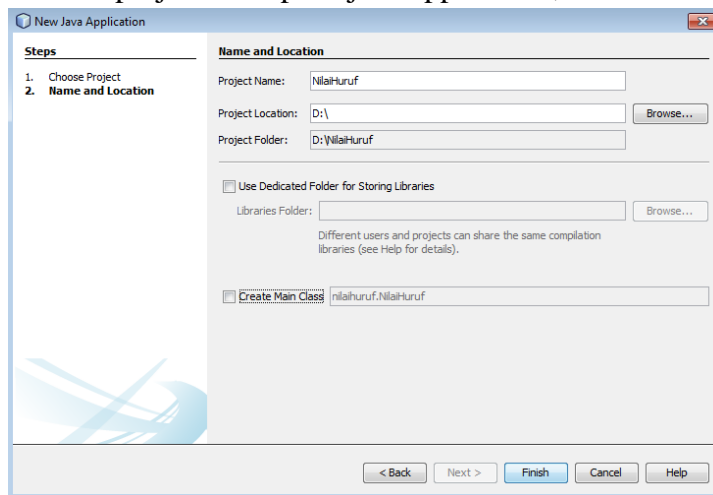 New Java Application
Steps
1. Choose Project
2. Name and Location
Name and Location
Project Name: NilaiHuruf
Project Location: D:\ Browse...
Project Folder: D:\NilaiHuruf
Use Dedicated Folder for Storing Libraries
Libraries Folder: Browse...
Different users and projects can share the same compilation
libraries (see Help for details).
Create Main Class nilaihuruf.NilaiHuruf
< Back Next > Finish Cancel Help